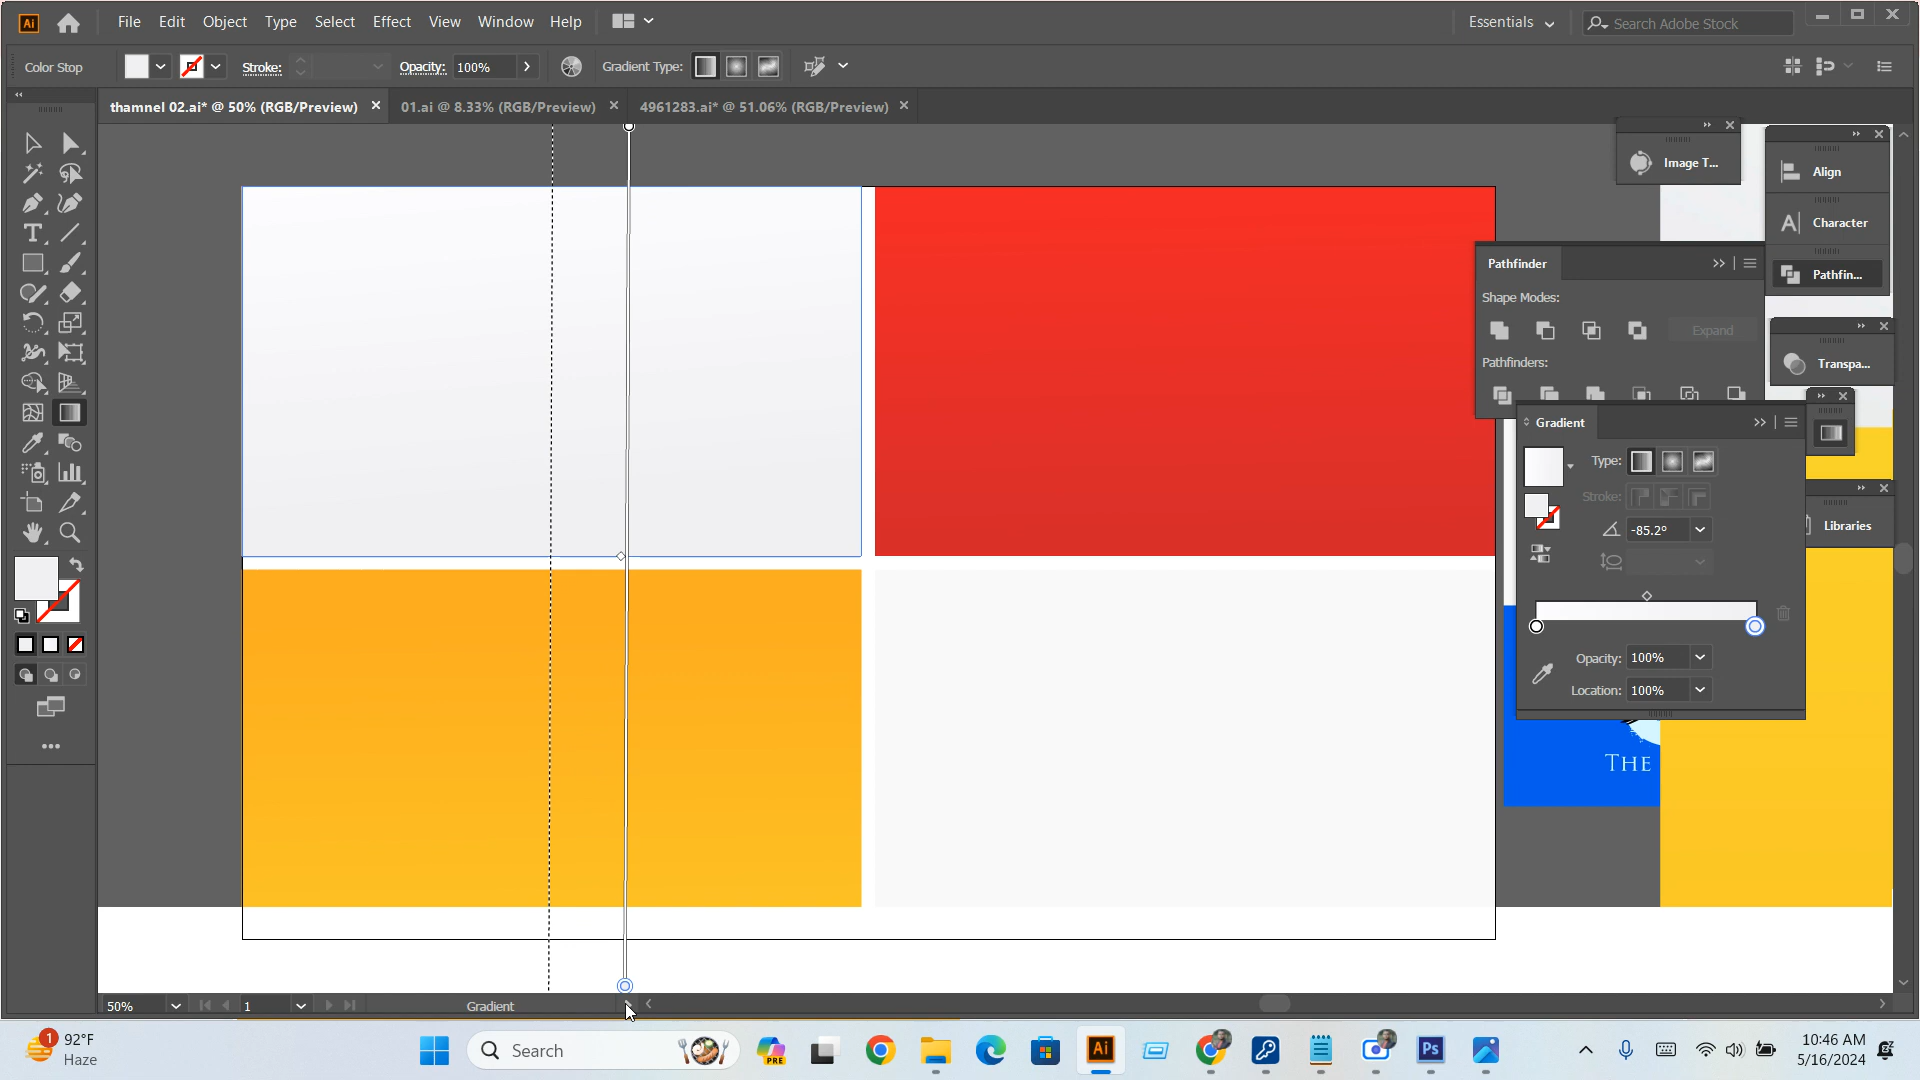 File Edit Object Type Select Effect View Window Help
Essentials
Search Adobe Stock
Color Stop
Stroke:
Opacity:
100%
Gradient Type:
thamnel 02.ai* @ 50% (RGB/Preview)
01.ai @ 8.33% (RGB/Preview)
4961283.ai* @ 51.06% (RGB/Preview)
Image T...
Align
Character
Pathfin...
Pathfinder
Shape Modes:
Expand
Pathfinders:
Transpa...
Gradient
Type:
Stroke:
-85.2°
Libraries
Opacity:
100%
Location:
100%
The
50%
1
Gradient
1
92°F
Haze
Search
PRE
Ai
Ps
10:46 AM
5/16/2024